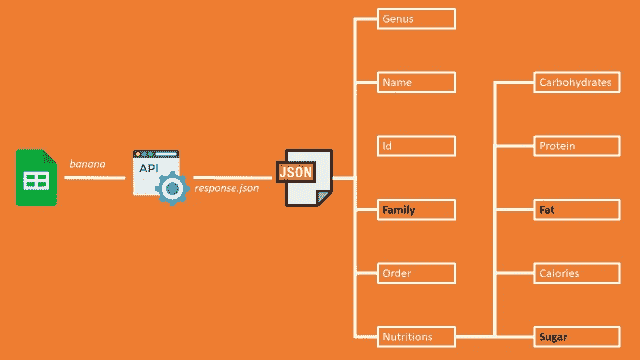 Genus
Name
Carbohydrates
banana
API
Id
Protein
JSON
response.json
Family
Fat
Order
Calories
Nutritions
Sugar